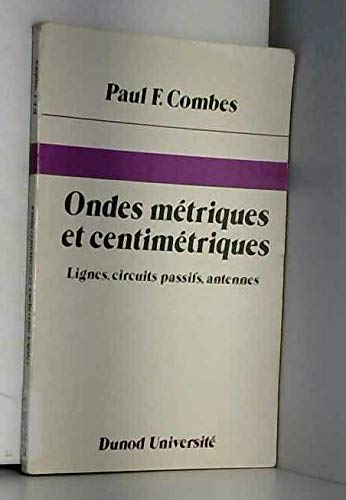 Paul F. Combes
Ondes métriques
et centimétriques
Lignes, circuits passifs, antennes
Dunod Université